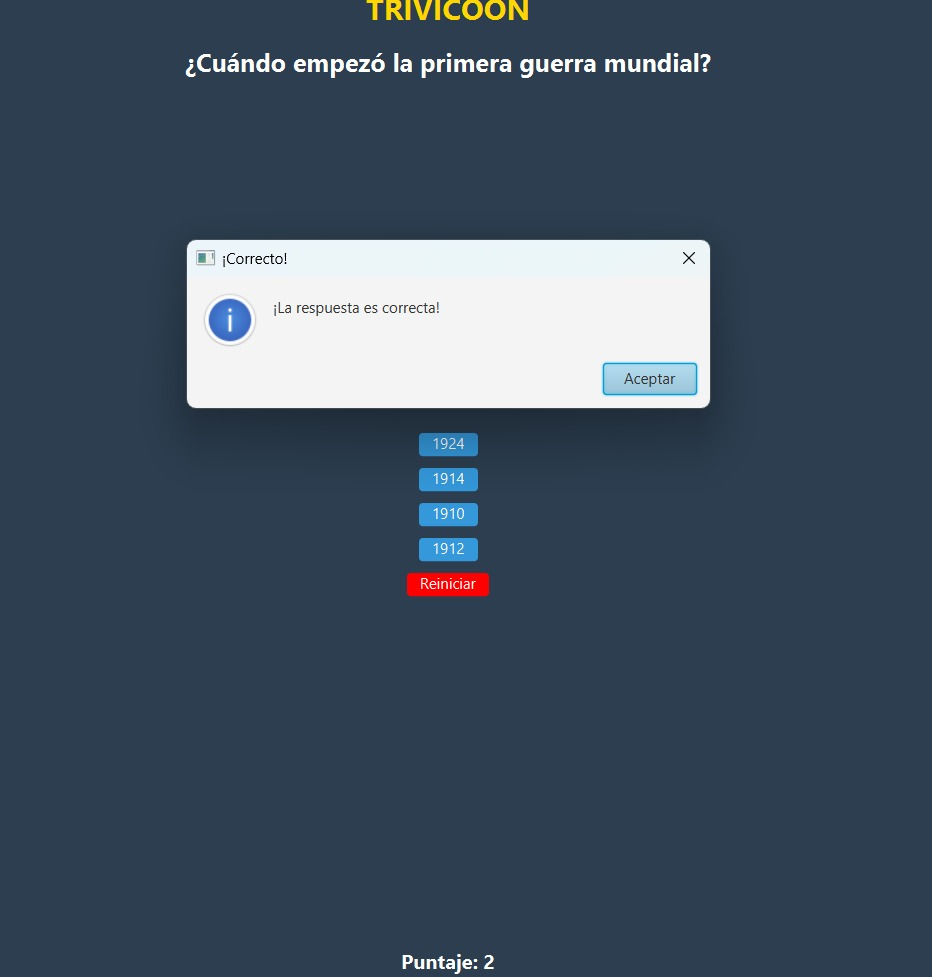 TRIVICOON
¿Cuándo empezó la primera guerra mundial?
¡Correcto!
¡La respuesta es correcta!
Aceptar
1924
1914
1910
1912
Reiniciar
Puntaje: 2